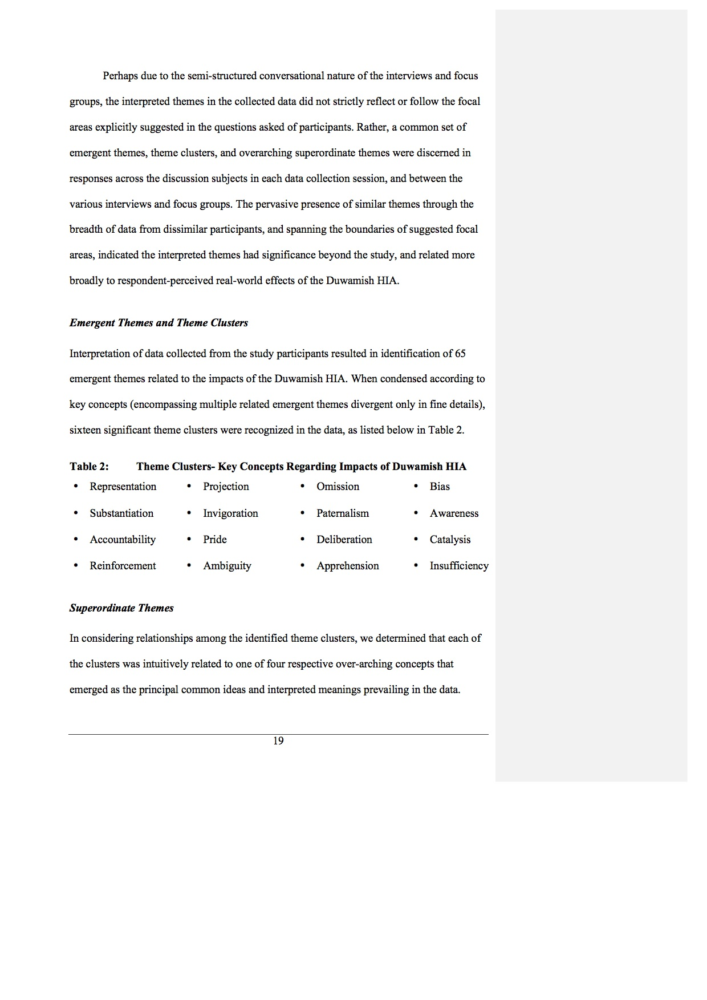 Perhaps due to the semi-structured conversational nature of the interviews and focus
groups, the interpreted themes in the collected data did not strictly reflect or follow the focal
areas explicitly suggested in the questions asked of participants. Rather, a common set of
emergent themes, theme clusters, and overarching superordinate themes were discerned in
responses across the discussion subjects in each data collection session, and between the
various interviews and focus groups. The pervasive presence of similar themes through the
breadth of data from dissimilar participants, and spanning the boundaries of suggested focal
areas, indicated the interpreted themes had significance beyond the study, and related more
broadly to respondent-perceived real-world effects of the Duwamish HIA.
Emergent Themes and Theme Clusters
Interpretation of data collected from the study participants resulted in identification of 65
emergent themes related to the impacts of the Duwamish HIA. When condensed according to
key concepts (encompassing multiple related emergent themes divergent only in fine details),
sixteen significant theme clusters were recognized in the data, as listed below in Table 2.
Table 2: Theme Clusters- Key Concepts Regarding Impacts of Duwamish HIA
• Representation • Projection • Omission • Bias
• Substantiation • Invigoration • Paternalism • Awareness
• Accountability • Pride • Deliberation • Catalysis
• Reinforcement • Ambiguity • Apprehension • Insufficiency
Superordinate Themes
In considering relationships among the identified theme clusters, we determined that each of
the clusters was intuitively related to one of four respective over-arching concepts that
emerged as the principal common ideas and interpreted meanings prevailing in the data.
19